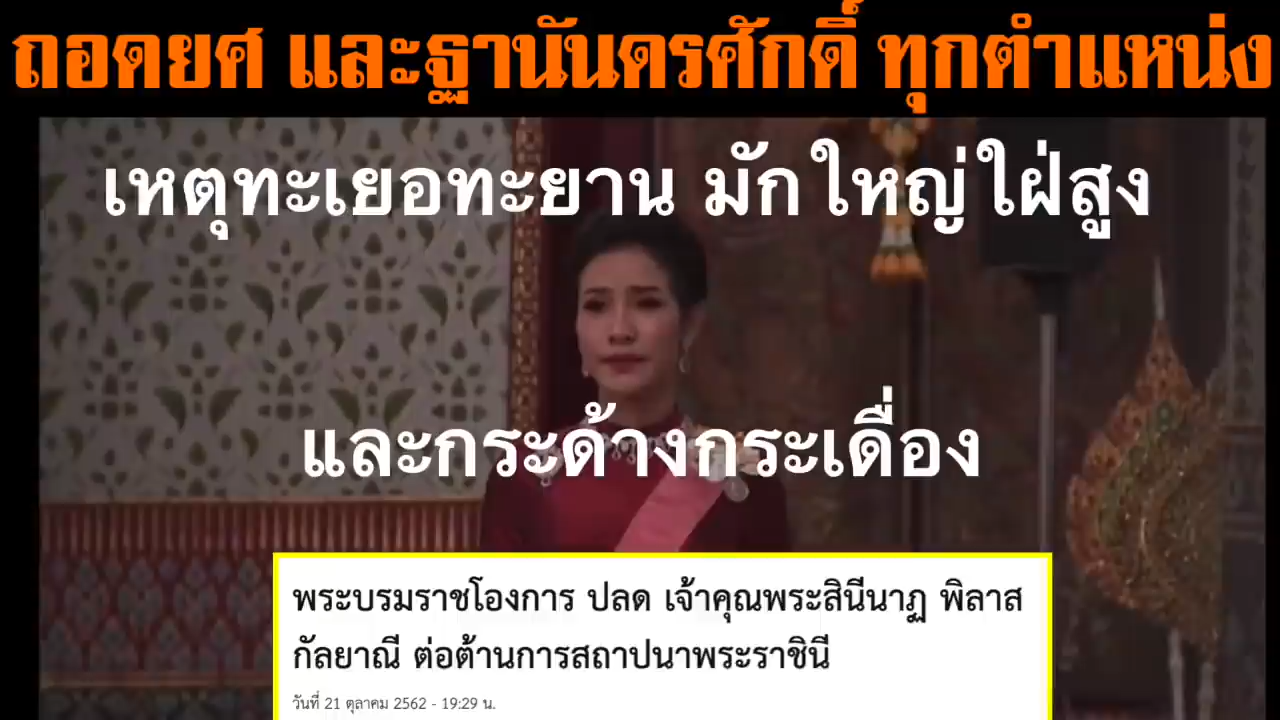 ถอดยศ และฐานันดรศักดิ์ ทุกตำแหน่ง
เหตุทะเยอทะยาน มักใหญ่ใฝ่สูง
และกระด้างกระเดื่อง
พระบรมราชโองการ ปลด เจ้าคุณพระสินีนาฏ พิลาส
กัลยาณี ต่อต้านการสถาปนาพระราชินี
วันที่ 21 ตุลาคม 2562 - 19:29 น.